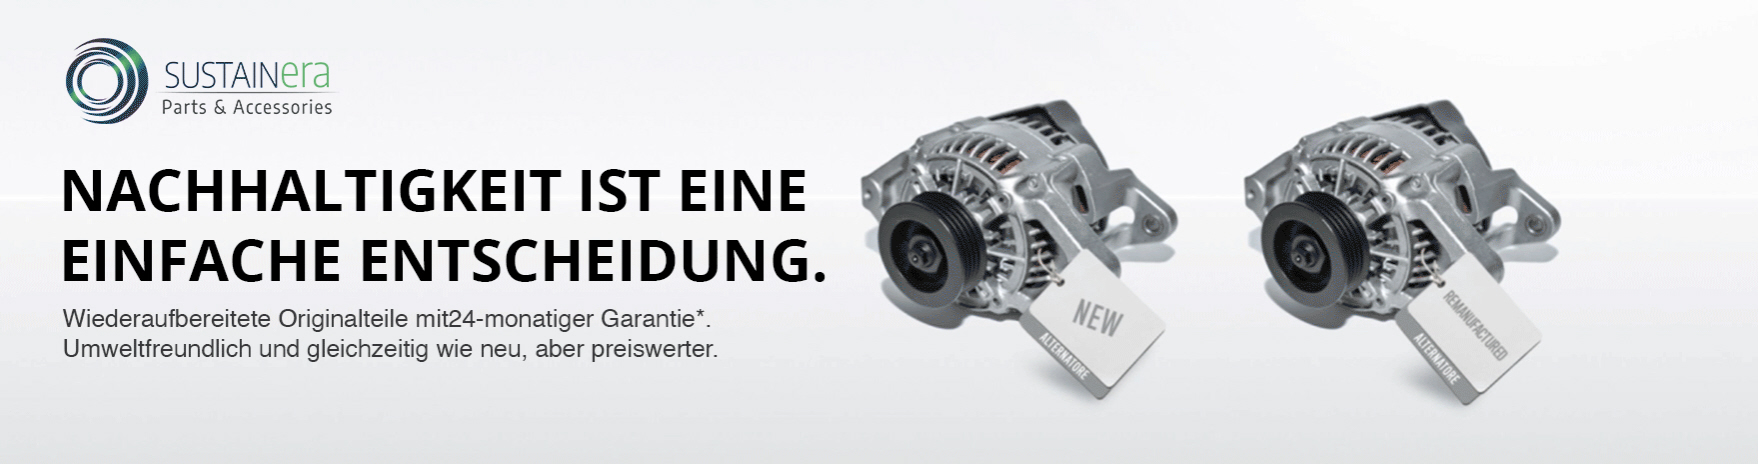 SUSTAINera
Parts & Accessories
NACHHALTIGKEIT IST EINE
EINFACHE ENTSCHEIDUNG.
Wiederaufbereitete Originalteile mit24-monatiger Garantie*.
Umweltfreundlich und gleichzeitig wie neu, aber preiswerter.
NEW
ALTERNATORE
REMANUFACTURED
ALTERNATORE